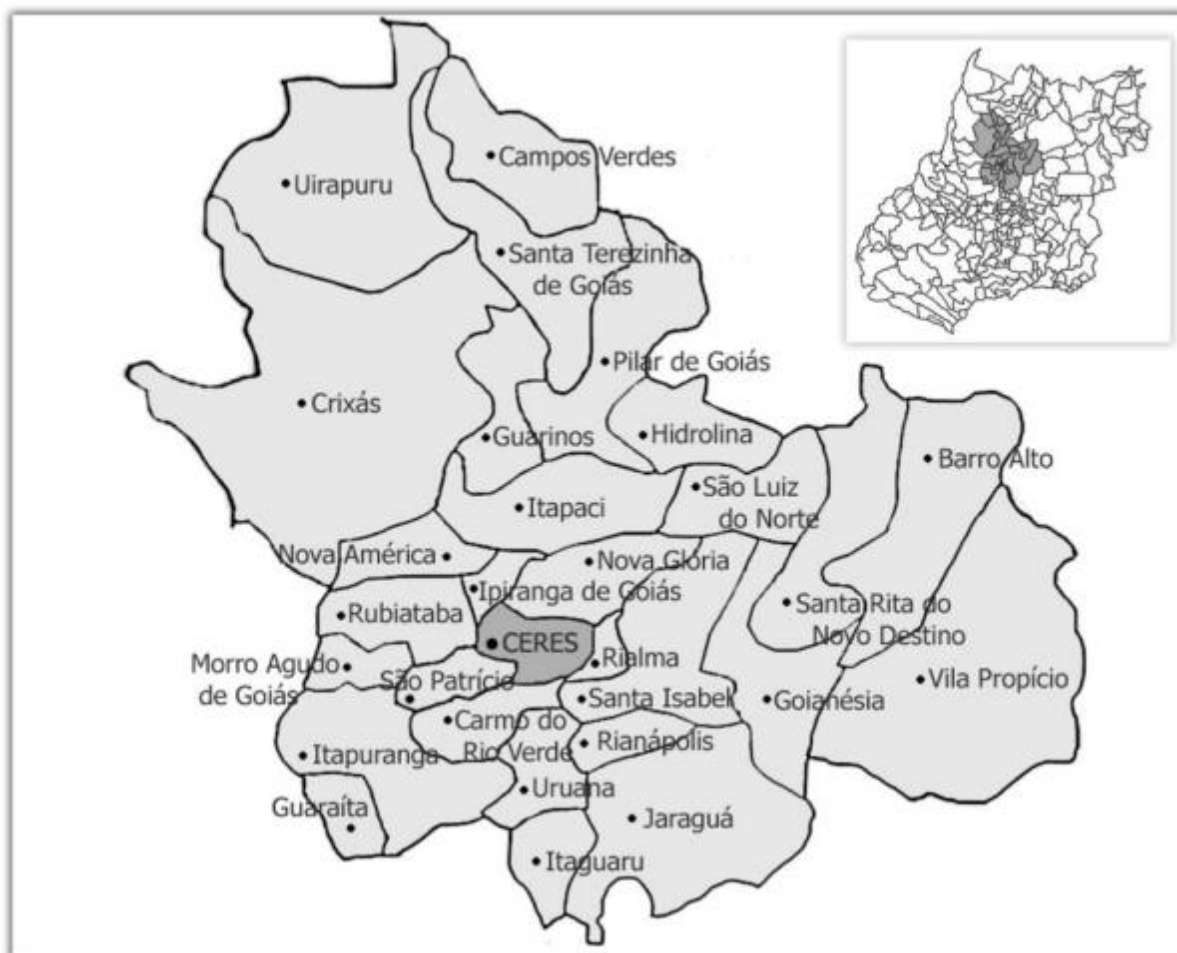 Campos Verdes
Uirapuru
Santa Terezinha
de Goiás
Pilar de Goiás
Crixás
Guarinos
Hidrolina
Barro Alto
São Luiz
do Norte
Itapaci
Nova América
Nova Glória
Ipiranga de Goiás
Rubiataba
Santa Rita do
Novo Destino
CERES
Morro Agudo
de Goiás
Rialma
São Patrício
Vila Propício
Santa Isabel
Goianésia
Carmo do
Rio Verde
Rianápolis
Itapuranga
Uruana
Guaraíta
Jaraguá
Itaguaru